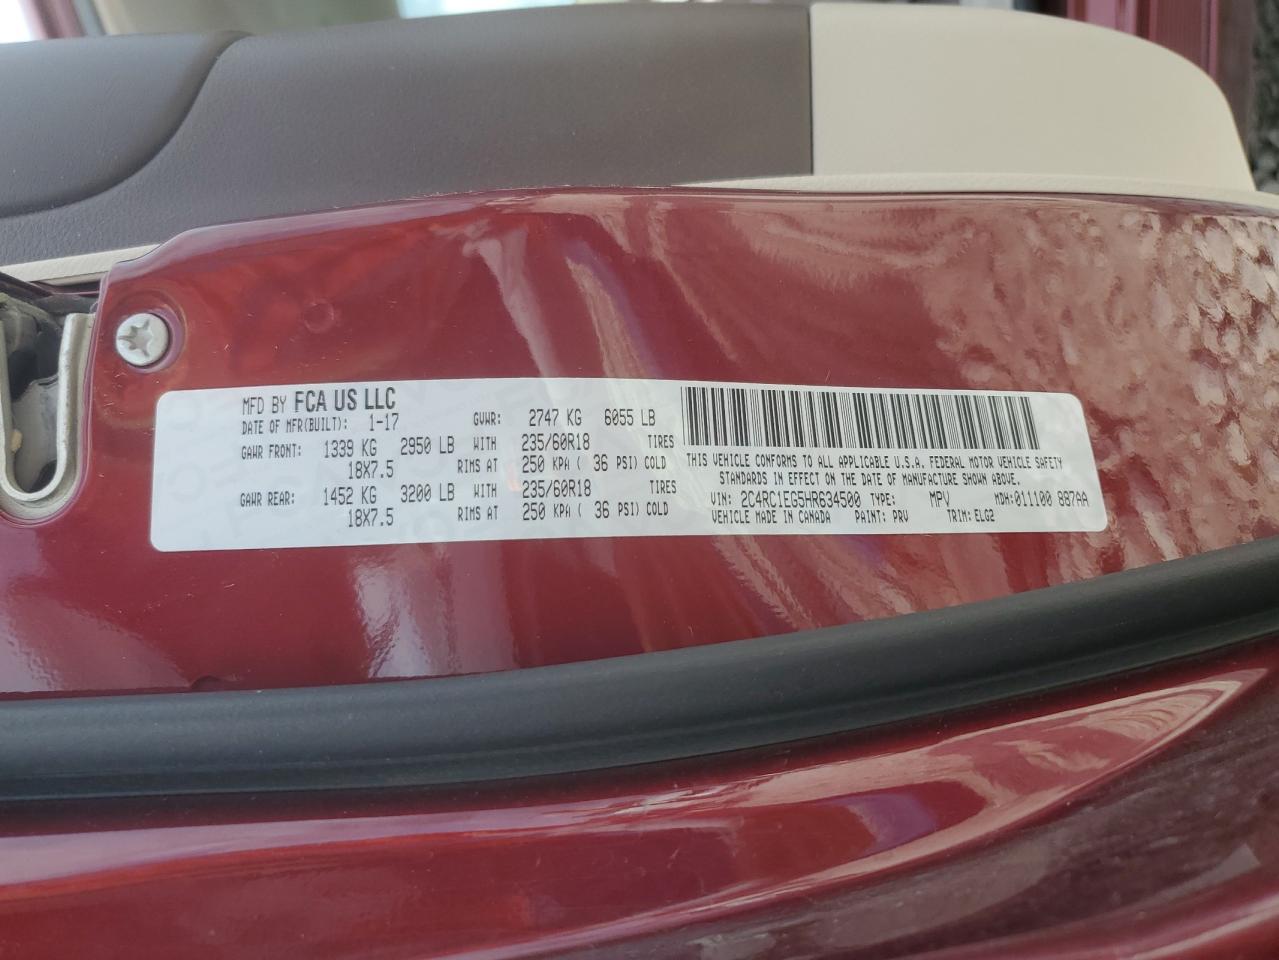 MFD BY FCA US LLC
DATE OF MFR(BUILT): 1-17 GVWR: 2747 KG 6055 LB
GAWR FRONT: 1339 KG 2950 LB WITH 235/60R18 TIRES
18X7.5 RIMS AT 250 KPA ( 36 PSI) COLD
GAWR REAR: 1452 KG 3200 LB WITH 235/60R18 TIRES
18X7.5 RIMS AT 250 KPA ( 36 PSI) COLD
THIS VEHICLE CONFORMS TO ALL APPLICABLE U.S.A. FEDERAL MOTOR VEHICLE SAFETY
STANDARDS IN EFFECT ON THE DATE OF MANUFACTURE SHOWN ABOVE.
VIN: 2C4RC1EG5HR634500 TYPE: MPV MDH:011100 887AA
VEHICLE MADE IN CANADA PAINT: PRV TRIM: ELG2